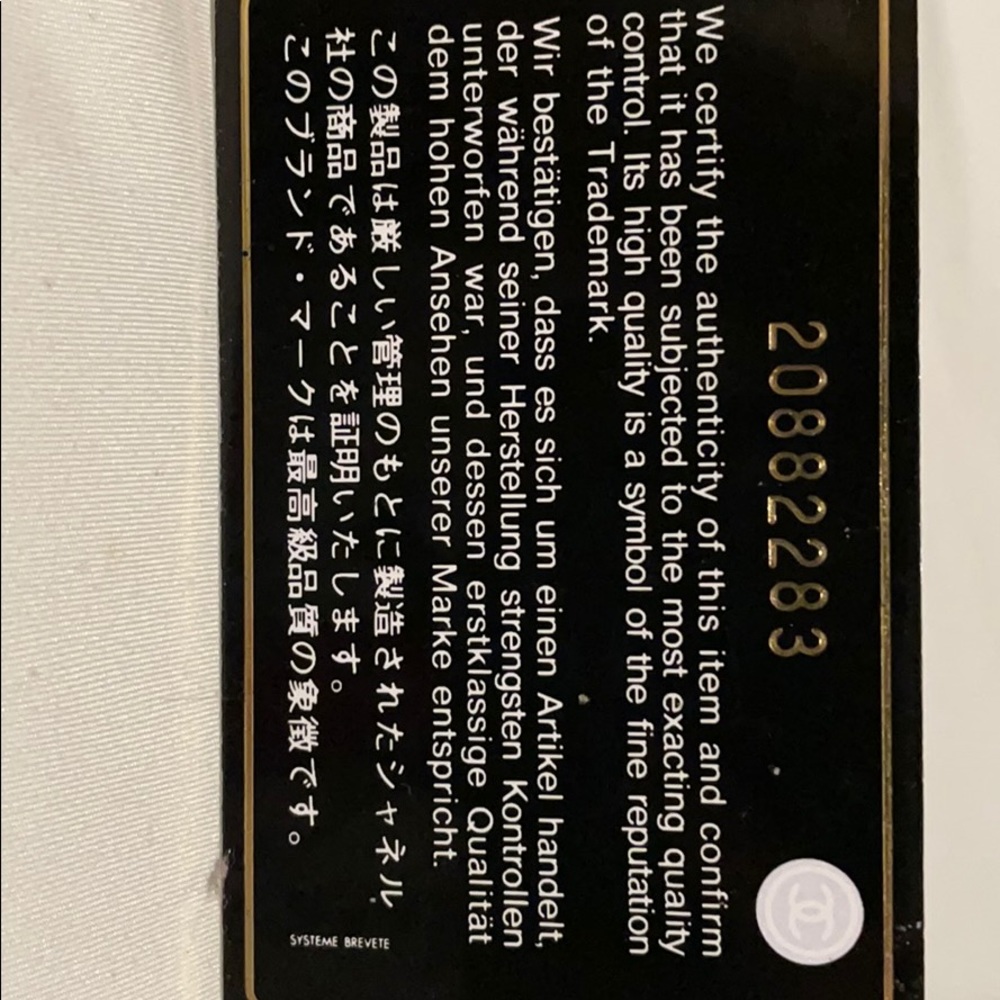 20882283
We certify the authenticity of this item and confirm
that it has been subjected to the most exacting quality
control. Its high quality is a symbol of the fine reputation
of the Trademark.
Wir bestätigen, dass es sich um einen Artikel handelt,
der während seiner Herstellung strengsten Kontrollen
unterworfen war, und dessen erstklassige Qualität
dem hohen Ansehen unserer Marke entspricht.
この製品は厳しい管理のもとに製造されたシャネル
社の商品であることを証明いたします。
このブランド・マークは最高級品質の象徴です。
SYSTEME BREVETE